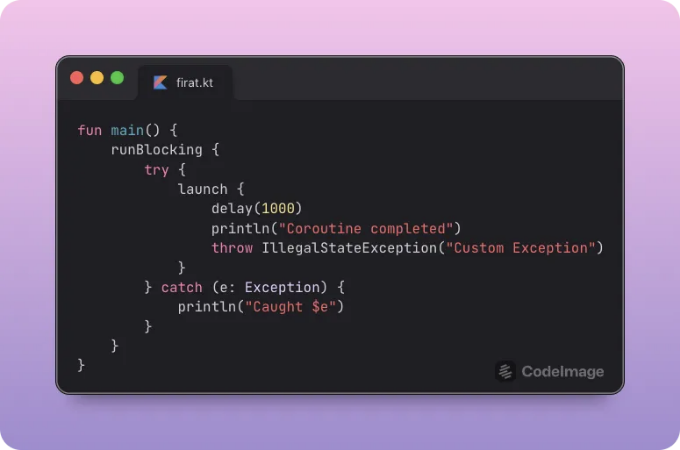 firat.kt
fun main() {
    runBlocking {
        try {
            launch {
                delay(1000)
                println("Coroutine completed")
                throw IllegalStateException("Custom Exception")
            }
        } catch (e: Exception) {
            println("Caught $e")
        }
    }
}
CodeImage